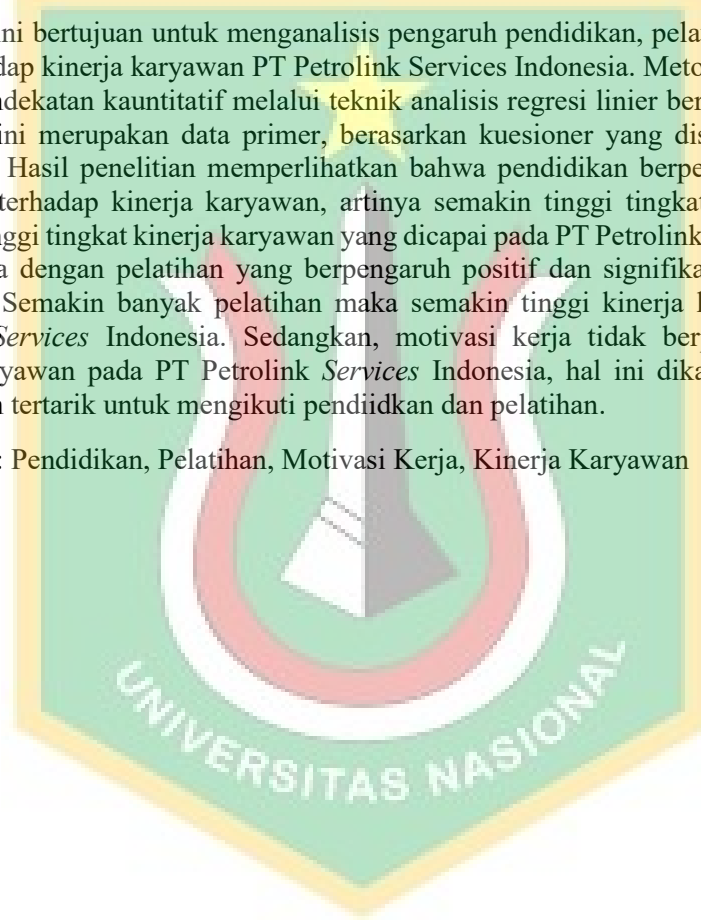 ni bertujuan untuk menganalisis pengaruh pendidikan, pela
dap kinerja karyawan PT Petrolink Services Indonesia. Meto
ndekatan kauntitatif melalui teknik analisis regresi linier ber
ini merupakan data primer, berasarkan kuesioner yang dis
Hasil penelitian memperlihatkan bahwa pendidikan berpe
terhadap kinerja karyawan, artinya semakin tinggi tingkat
nggi tingkat kinerja karyawan yang dicapai pada PT Petrolink
a dengan pelatihan yang berpengaruh positif dan signifika
Semakin banyak pelatihan maka semakin tinggi kinerja
Services Indonesia. Sedangkan, motivasi kerja tidak ber
yawan pada PT Petrolink Services Indonesia, hal ini dika
n tertarik untuk mengikuti pendiidkan dan pelatihan.
: Pendidikan, Pelatihan, Motivasi Kerja, Kinerja Karyawan
UNIVERSITAS NASIONAL